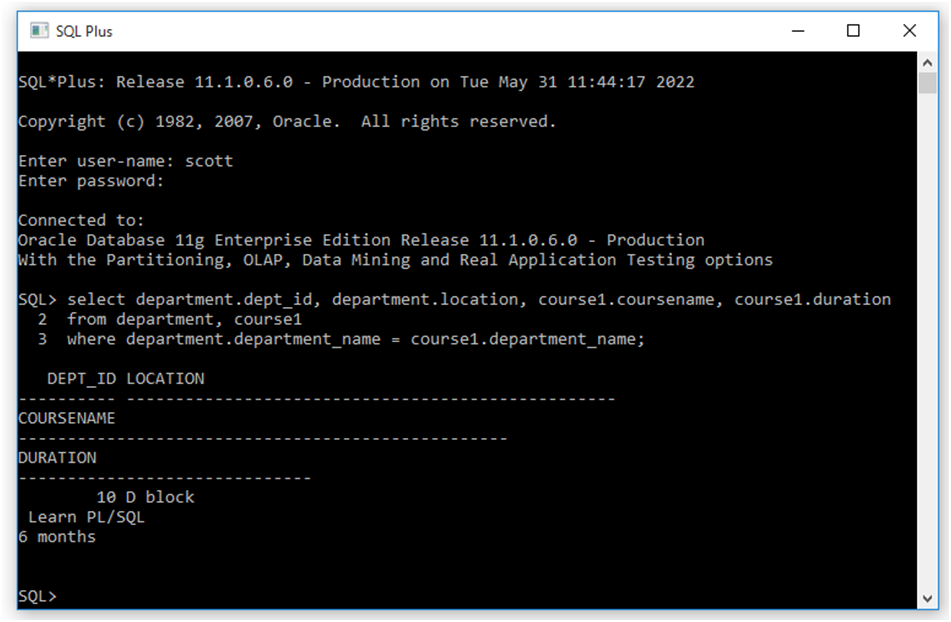 SQL Plus
SQL*Plus: Release 11.1.0.6.0 - Production on Tue May 31 11:44:17 2022
Copyright (c) 1982, 2007, Oracle.  All rights reserved.
Enter user-name: scott
Enter password:
Connected to:
Oracle Database 11g Enterprise Edition Release 11.1.0.6.0 - Production
With the Partitioning, OLAP, Data Mining and Real Application Testing options
SQL> select department.dept_id, department.location, course1.coursename, course1.duration
  2  from department, course1
  3  where department.department_name = course1.department_name;
   DEPT_ID LOCATION
---------- --------------------------------------------------
COURSENAME
--------------------------------------------------
DURATION
------------------------------
        10 D block
 Learn PL/SQL
6 months
SQL>